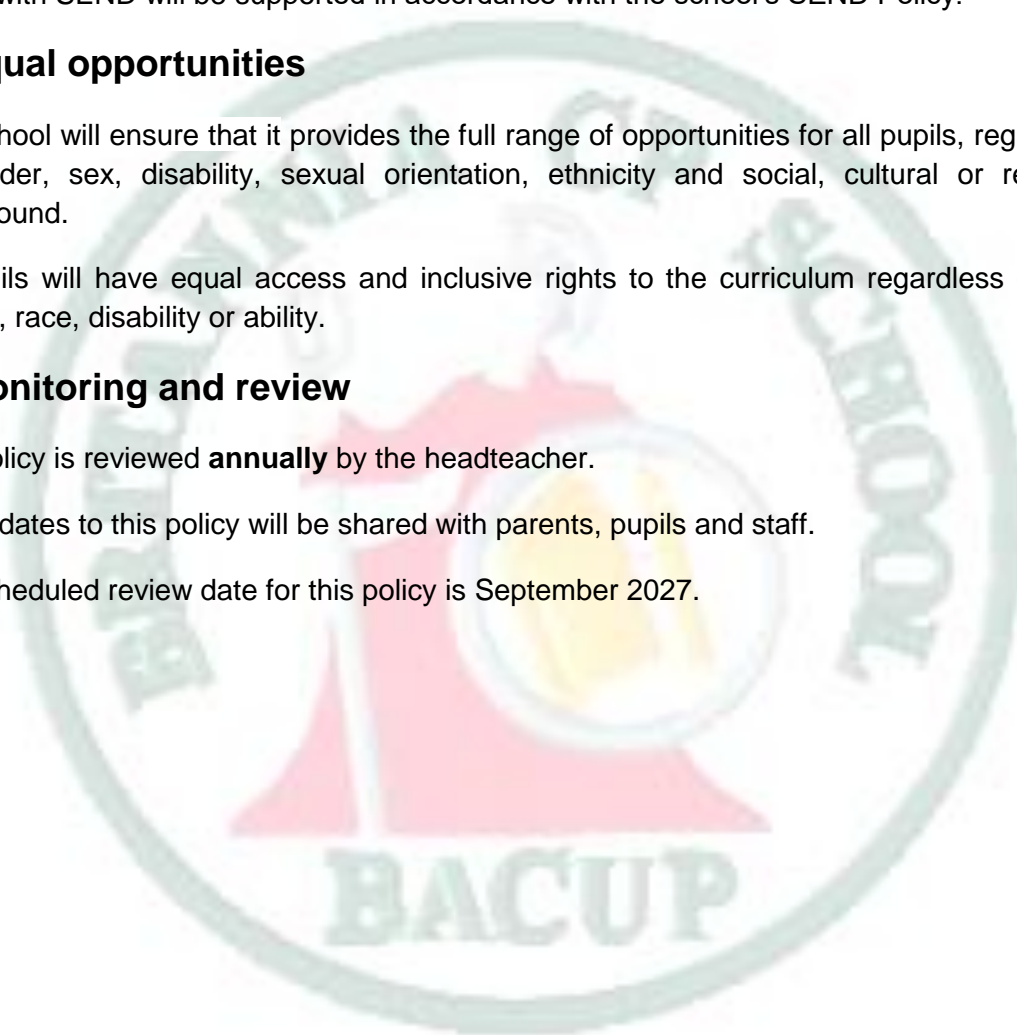 with SEND will be supported in accordance with the school's SEND Policy.
qual opportunities
hool will ensure that it provides the full range of opportunities for all pupils, reg
der, sex, disability, sexual orientation, ethnicity and social, cultural or re
ound.
ils will have equal access and inclusive rights to the curriculum regardless
, race, disability or ability.
onitoring and review
olicy is reviewed annually by the headteacher.
dates to this policy will be shared with parents, pupils and staff.
heduled review date for this policy is September 2027.
BRITANNIA CP SCHOOL
BACUP